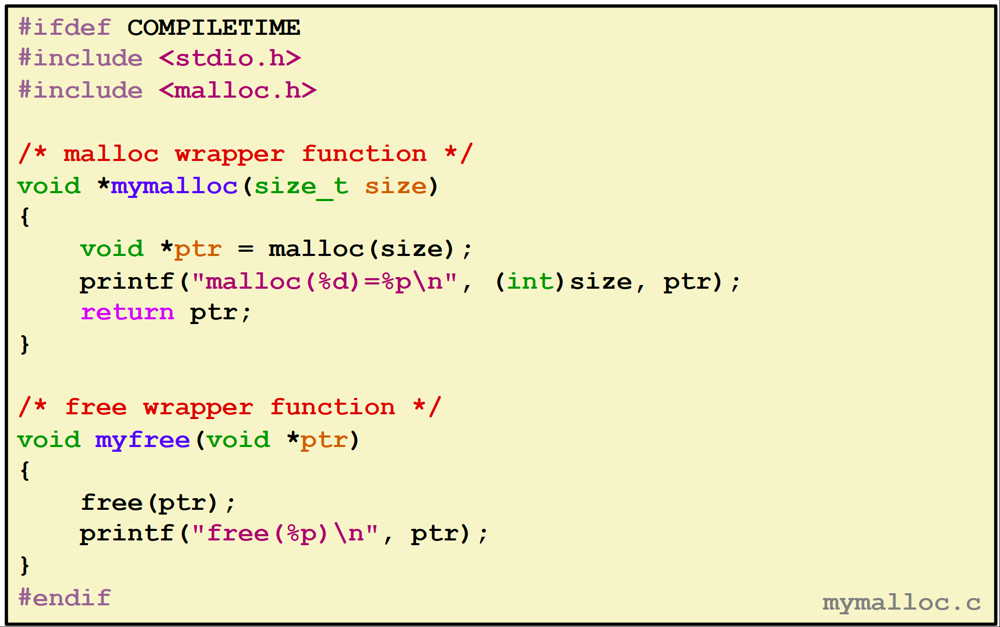 #ifdef COMPILETIME
#include <stdio.h>
#include <malloc.h>

/* malloc wrapper function */
void *mymalloc(size_t size)
{
    void *ptr = malloc(size);
    printf("malloc(%d)=%p\n", (int)size, ptr);
    return ptr;
}

/* free wrapper function */
void myfree(void *ptr)
{
    free(ptr);
    printf("free(%p)\n", ptr);
}
#endif
mymalloc.c